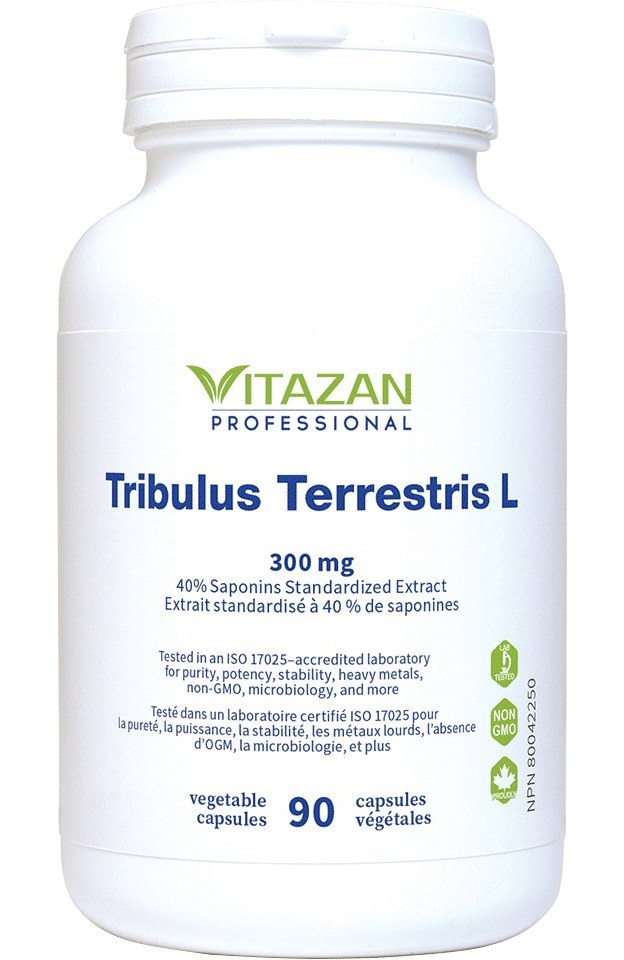 VITAZAN
PROFESSIONAL
Tribulus Terrestris L
300 mg
40% Saponins Standardized Extract
Extrait standardisé à 40 % de saponines
Tested in an ISO 17025–accredited laboratory
for purity, potency, stability, heavy metals,
non-GMO, microbiology, and more
Testé dans un laboratoire certifié ISO 17025 pour
la pureté, la puissance, la stabilité, les métaux lourds, l’absence
d’OGM, la microbiologie, et plus
LAB
TESTED
NON
GMO
PROUDLY
NPN 80042250
vegetable
capsules
90
capsules
végétales